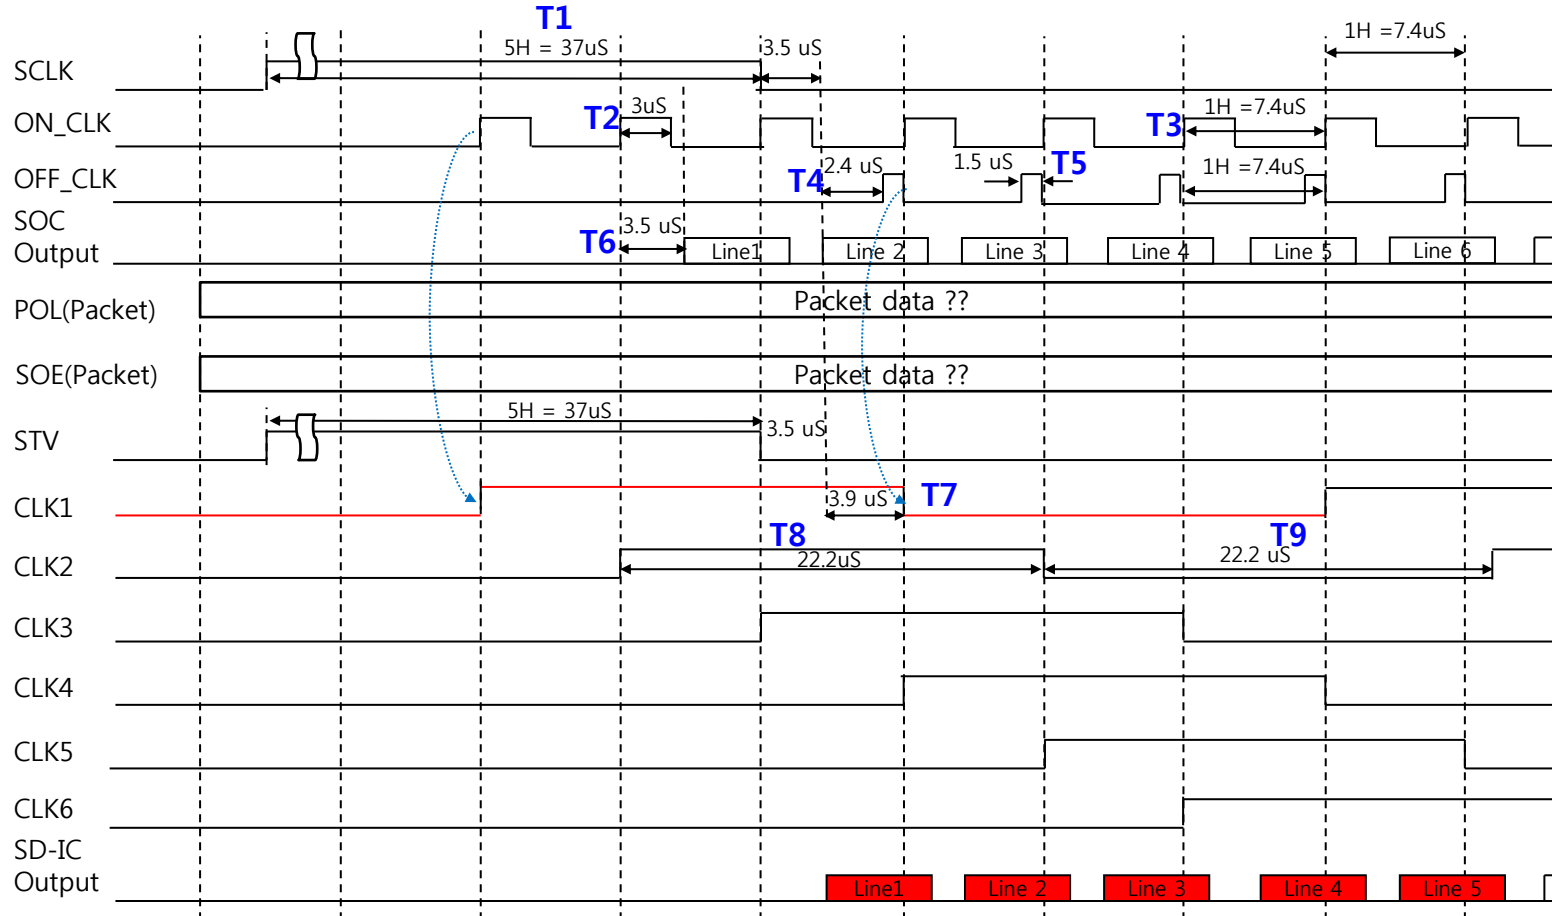 T1
1H =7.4uS
5H = 37uS
3.5 uS
SCLK
3uS
1H =7.4uS
T2
T3
ON_CLK
2.4 uS
1.5 uS
T5
1H =7.4uS
OFF_CLK
T4
SOC
3.5 uS
T6
Output
Line1
Line 2
Line 3
Line 4
Line 5
Line 6
POL(Packet)
Packet data ??
SOE(Packet)
Packet data ??
5H = 37uS
3.5 uS
STV
3.9 uS
T7
CLK1
T8
T9
22.2uS
22.2 uS
CLK2
CLK3
CLK4
CLK5
CLK6
SD-IC
Output
Line1
Line 2
Line 3
Line 4
Line 5